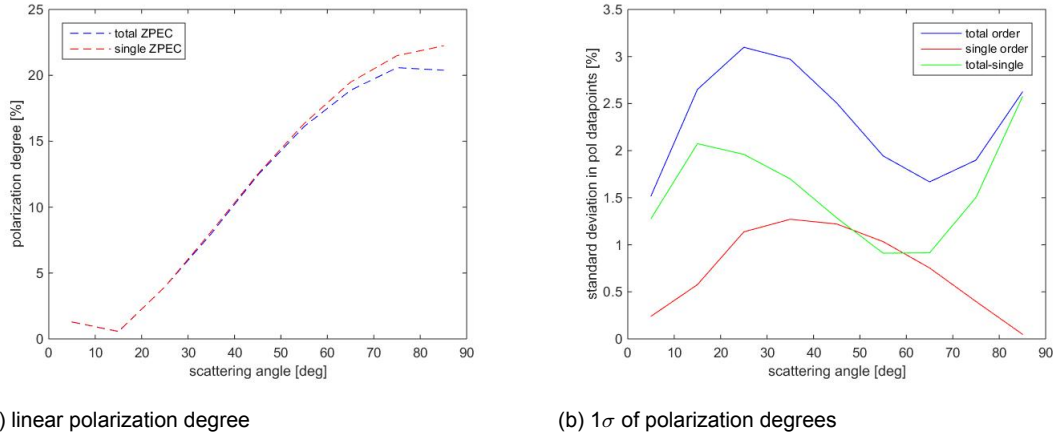 25
20
15
10
5
0
0 10 20 30 40 50 60 70 80 90
polarization degree [%]
scattering angle [deg]
total ZPEC
single ZPEC
) linear polarization degree
3.5
3
2.5
2
1.5
1
0.5
0
0 10 20 30 40 50 60 70 80 90
standard deviation in pol datapoints [%]
scattering angle [deg]
total order
single order
total-single
(b) 1σ of polarization degrees